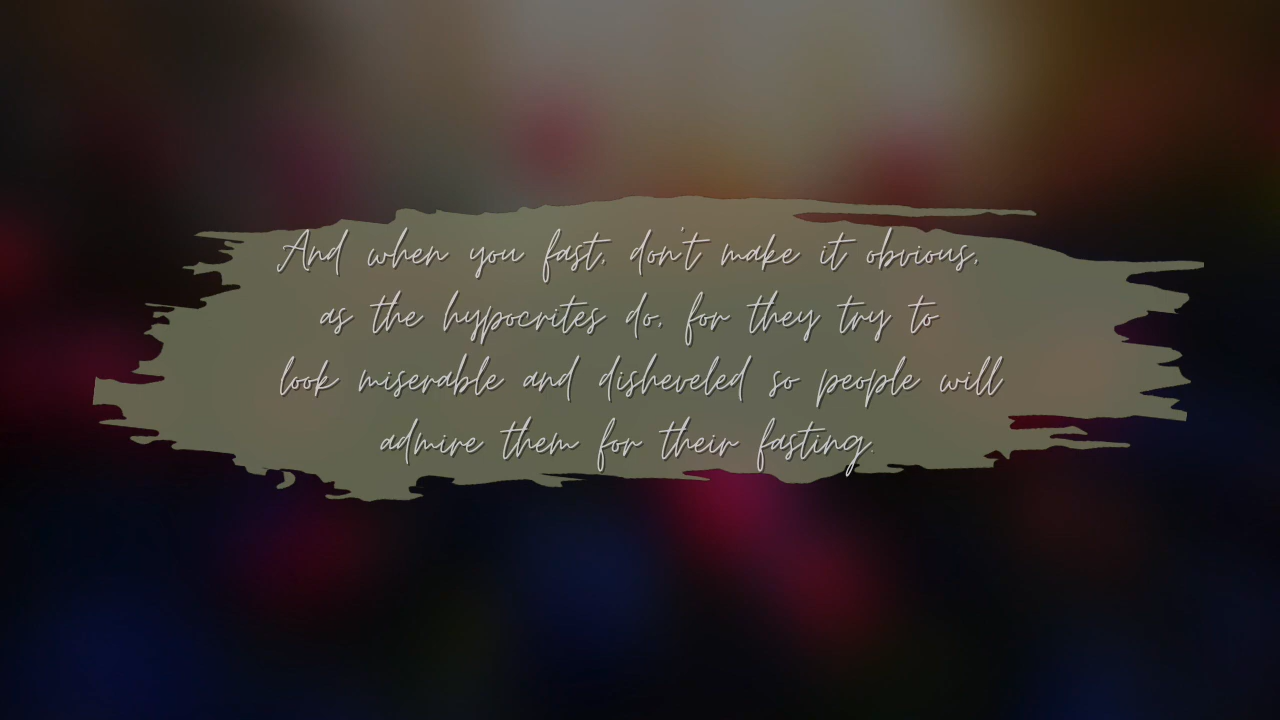 And when you fast, don't make it obvious,
as the hypocrites do, for they try to
look miserable and disheveled so people will
admire them for their fasting.